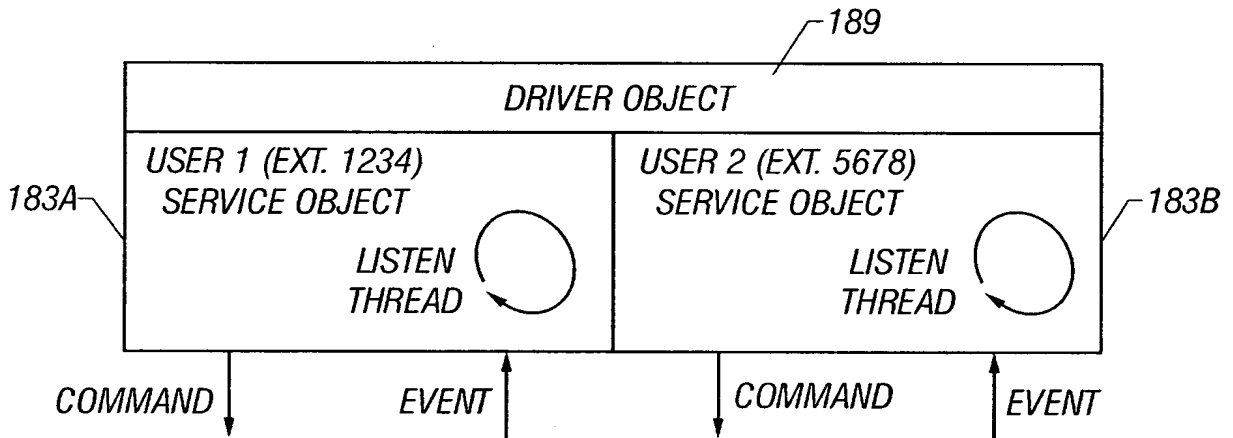 189
DRIVER OBJECT
USER 1 (EXT. 1234)
SERVICE OBJECT
USER 2 (EXT. 5678)
SERVICE OBJECT
183A
183B
LISTEN
THREAD
LISTEN
THREAD
COMMAND
EVENT
COMMAND
EVENT